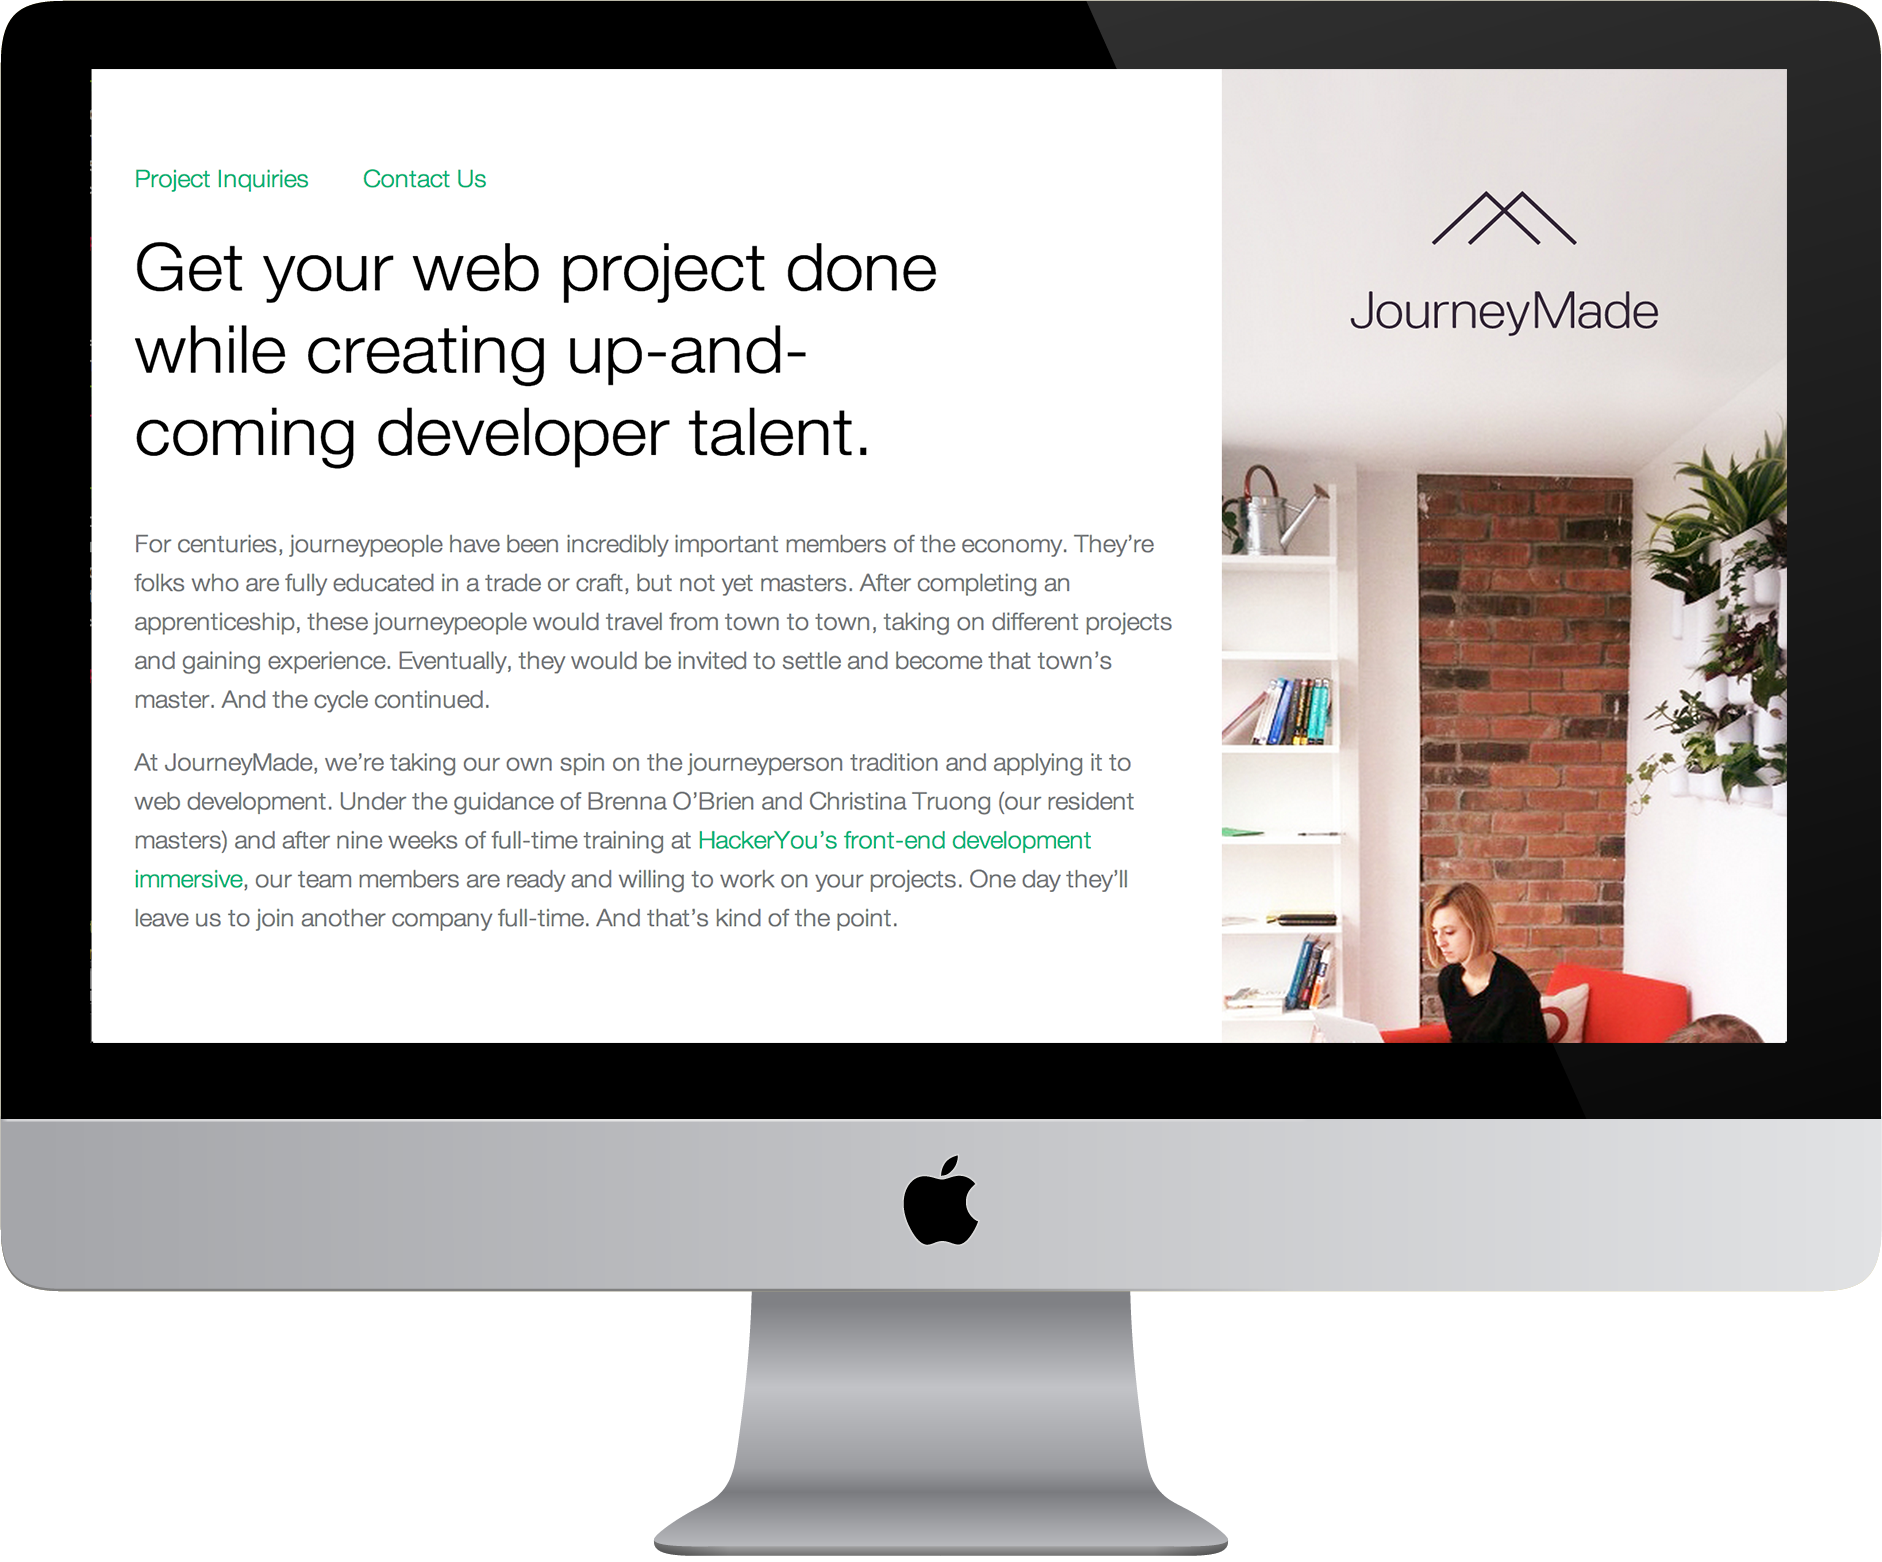 Project Inquiries Contact Us
Get your web project done
while creating up-and-
coming developer talent.
For centuries, journeypeople have been incredibly important members of the economy. They’re
folks who are fully educated in a trade or craft, but not yet masters. After completing an
apprenticeship, these journeypeople would travel from town to town, taking on different projects
and gaining experience. Eventually, they would be invited to settle and become that town’s
master. And the cycle continued.
At JourneyMade, we’re taking our own spin on the journeyperson tradition and applying it to
web development. Under the guidance of Brenna O’Brien and Christina Truong (our resident
masters) and after nine weeks of full-time training at HackerYou’s front-end development
immersive, our team members are ready and willing to work on your projects. One day they’ll
leave us to join another company full-time. And that’s kind of the point.
JourneyMade